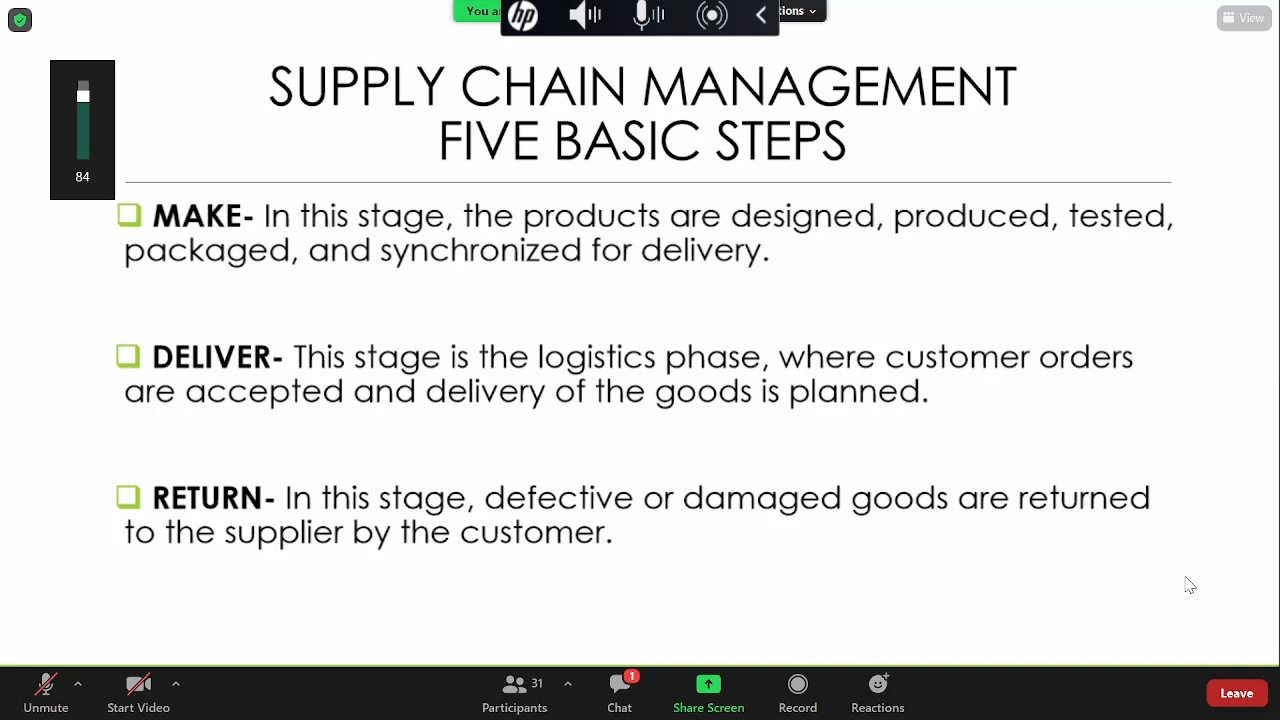 You a
hp
tions
View
84
SUPPLY CHAIN MANAGEMENT
FIVE BASIC STEPS
MAKE- In this stage, the products are designed, produced, tested,
packaged, and synchronized for delivery.
DELIVER- This stage is the logistics phase, where customer orders
are accepted and delivery of the goods is planned.
RETURN- In this stage, defective or damaged goods are returned
to the supplier by the customer.
31
1
Unmute
Start Video
Participants
Chat
Share Screen
Record
Reactions
Leave